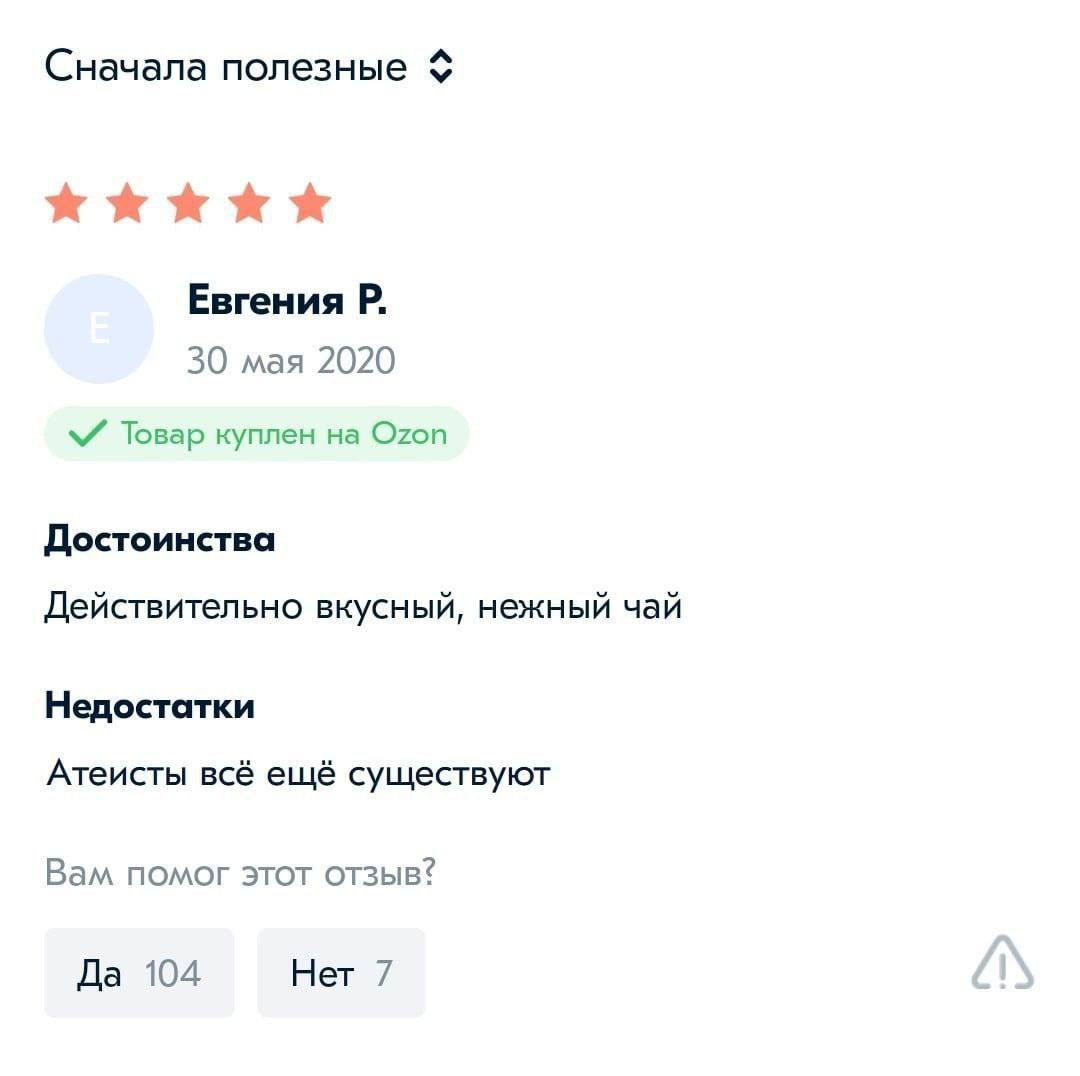 Сначала полезные
Е
Евгения Р.
30 мая 2020
Товар куплен на Ozon
Достоинства
Действительно вкусный, нежный чай
Недостатки
Атеисты всё ещё существуют
Вам помог этот отзыв?
Да 104 Нет 7